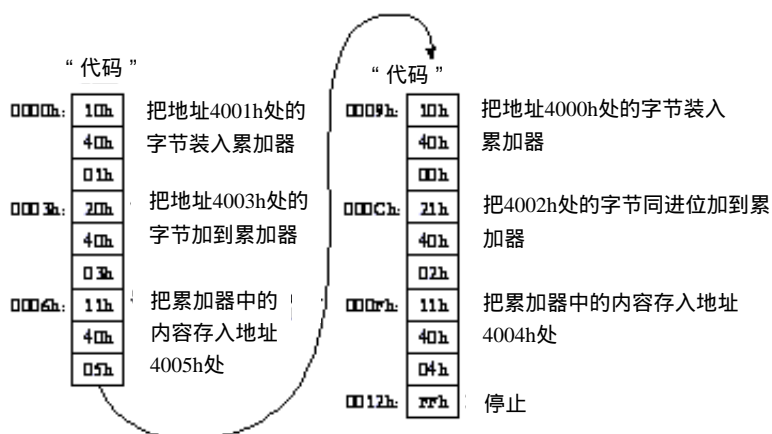 “代码”
0000h: 10h 把地址4001h处的
40h 字节装入累加器
01h
0003h: 20h 把地址4003h处的
40h 字节加到累加器
03h
0006h: 11h 把累加器中的
40h 内容存入地址
05h 4005h处
“代码”
0009h: 10h 把地址4000h处的字节装入
40h 累加器
00h
000Ch: 21h 把4002h处的字节同进位加到累
40h 加器
02h
000Fh: 11h 把累加器中的内容存入地址
40h 4004h处
04h
0012h: FFh 停止